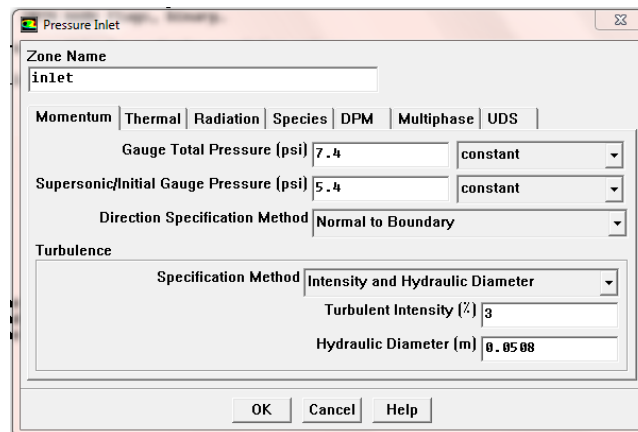 Pressure Inlet
Zone Name
inlet
Momentum Thermal Radiation Species DPM Multiphase UDS
Gauge Total Pressure (psi) 7.4 constant
Supersonic/Initial Gauge Pressure (psi) 5.4 constant
Direction Specification Method Normal to Boundary
Turbulence
Specification Method Intensity and Hydraulic Diameter
Turbulent Intensity (%) 3
Hydraulic Diameter (m) 0.0508
OK Cancel Help